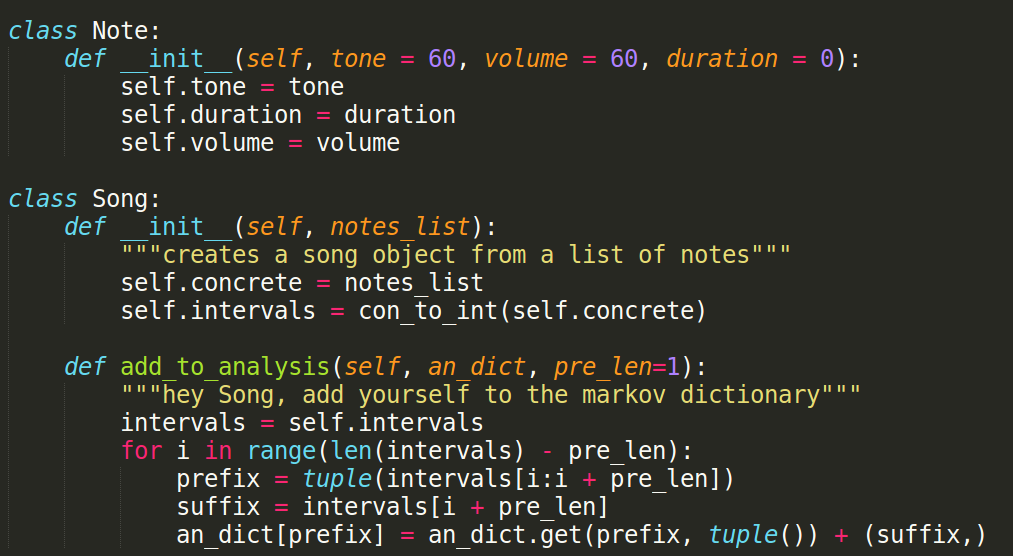 class Note:
    def __init__(self, tone = 60, volume = 60, duration = 0):
        self.tone = tone
        self.duration = duration
        self.volume = volume

class Song:
    def __init__(self, notes_list):
        """creates a song object from a list of notes"""
        self.concrete = notes_list
        self.intervals = con_to_int(self.concrete)

    def add_to_analysis(self, an_dict, pre_len=1):
        """hey Song, add yourself to the markov dictionary"""
        intervals = self.intervals
        for i in range(len(intervals) - pre_len):
            prefix = tuple(intervals[i:i + pre_len])
            suffix = intervals[i + pre_len]
            an_dict[prefix] = an_dict.get(prefix, tuple()) + (suffix,)